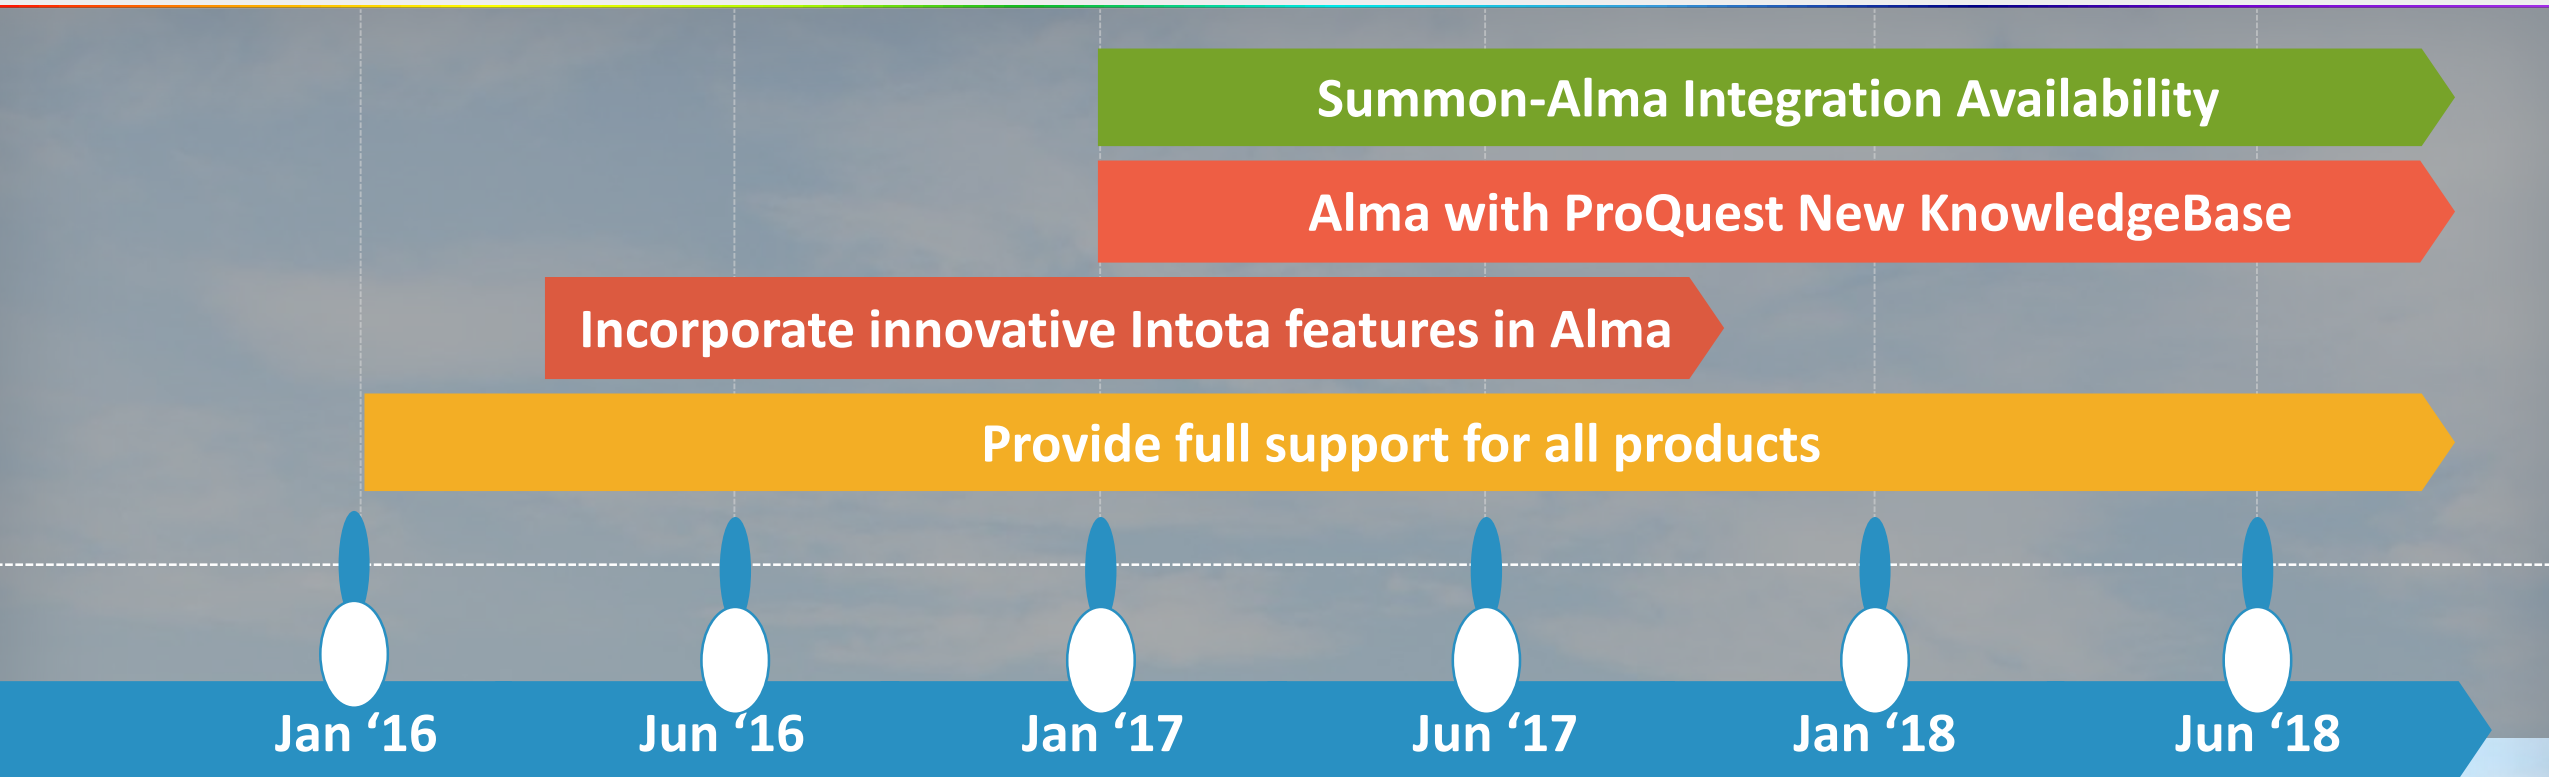 Summon-Alma Integration Availability
Alma with ProQuest New KnowledgeBase
Incorporate innovative Intota features in Alma
Provide full support for all products
Jan ‘16
Jun ‘16
Jan ‘17
Jun ‘17
Jan ‘18
Jun ‘18